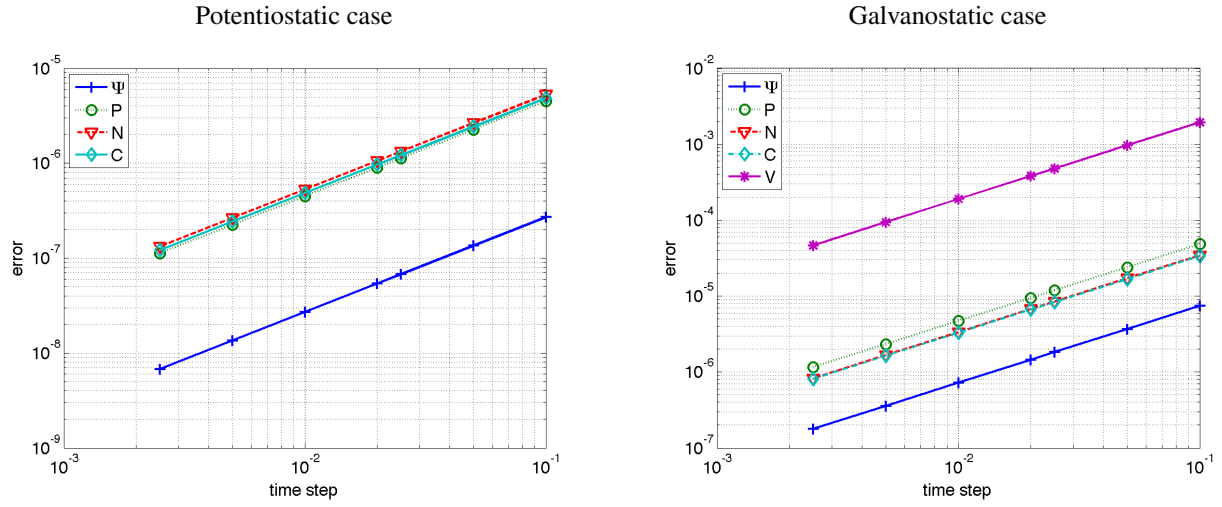 Potentiostatic case
10^-5
10^-6
10^-7
10^-8
10^-9
error
Ψ
P
N
C
10^-3
10^-2
10^-1
time step
Galvanostatic case
10^-2
10^-3
10^-4
10^-5
10^-6
10^-7
error
Ψ
P
N
C
V
10^-3
10^-2
10^-1
time step